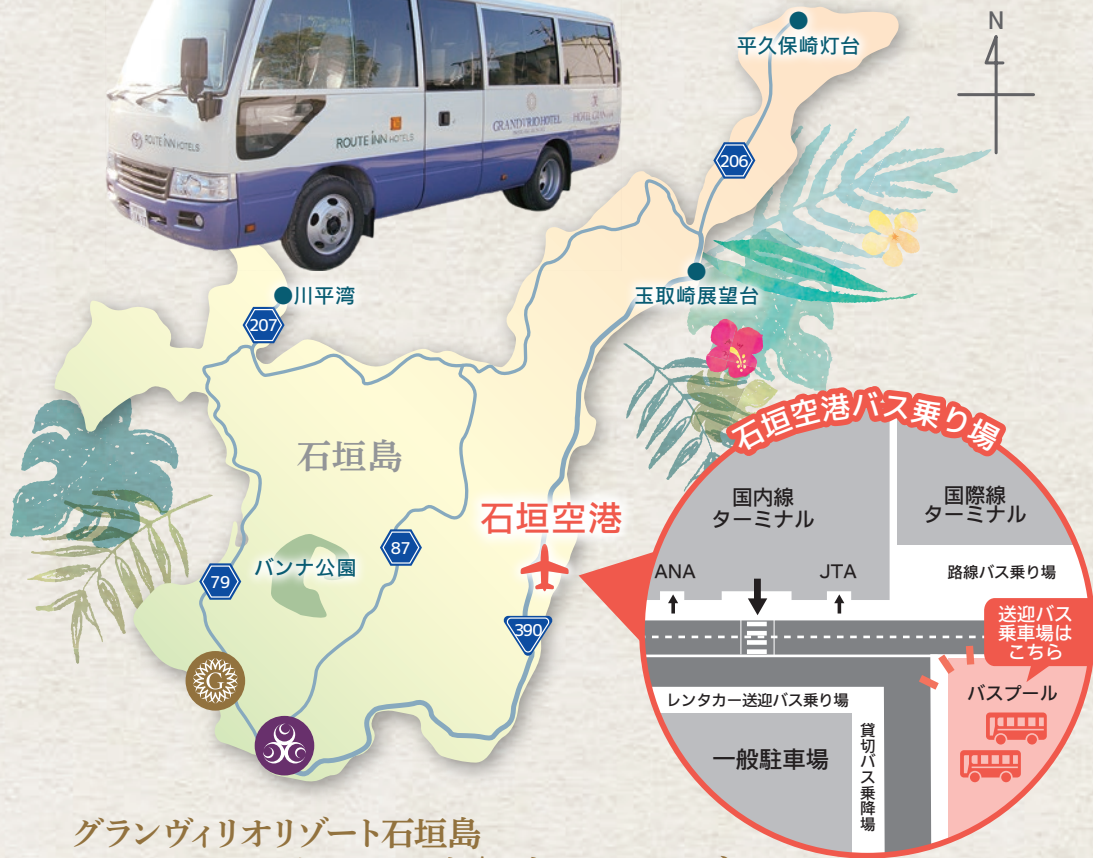 平久保崎灯台
N
ROUTE INN HOTELS
ROUTE INN HOTELS
GRANDVRIO HOTEL
206
玉取崎展望台
川平湾
207
石垣島
石垣空港
バンナ公園
87
79
390
G
石垣空港バス乗り場
国内線
ターミナル
国際線
ターミナル
ANA
JTA
路線バス乗り場
送迎バス
乗車場は
こちら
バスプール
レンタカー送迎バス乗り場
一般駐車場
貸切バス乗降場
グランヴィリオリゾート石垣島